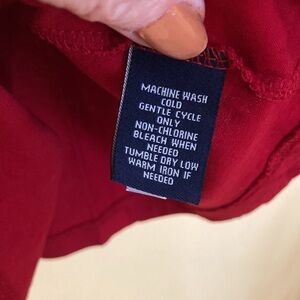 MACHINE WASH
COLD
GENTLE CYCLE
ONLY
NON-CHLORINE
BLEACH WHEN
NEEDED
TUMBLE DRY LOW
WARM IRON IF
NEEDED